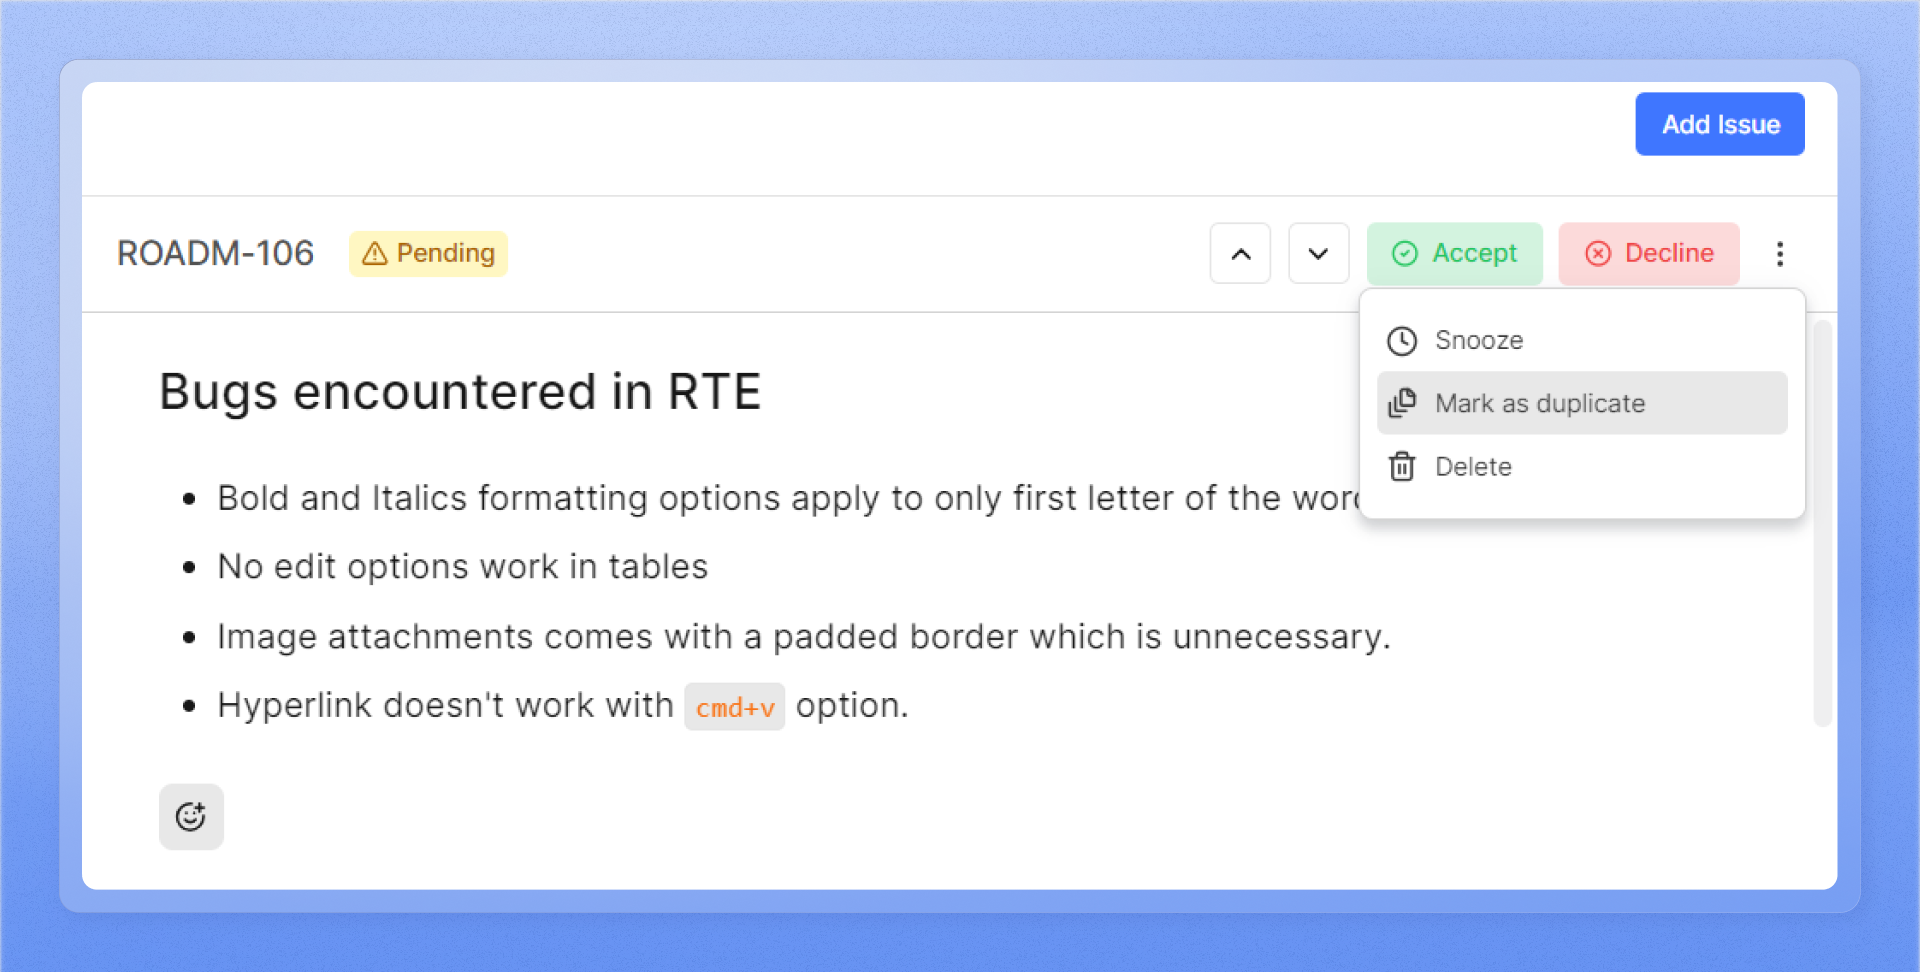 Add Issue
ROADM-106
Pending
Accept
Decline
Snooze
Mark as duplicate
Delete
Bugs encountered in RTE
Bold and Italics formatting options apply to only first letter of the
No edit options work in tables
Image attachments comes with a padded border which is unnecessary.
Hyperlink doesn't work with cmd+v option.